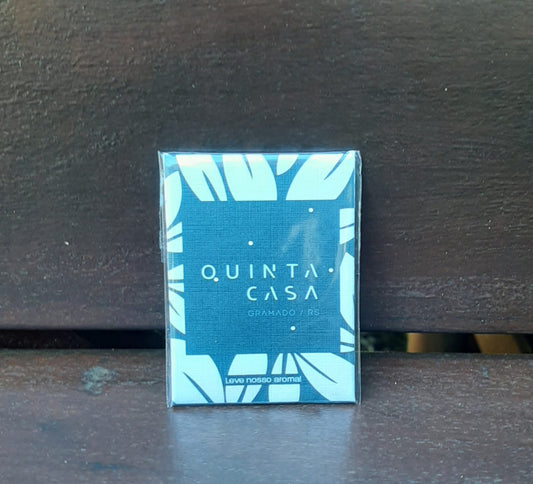 QUINTA
CASA
GRAMADO / RS
Leve nosso aroma!